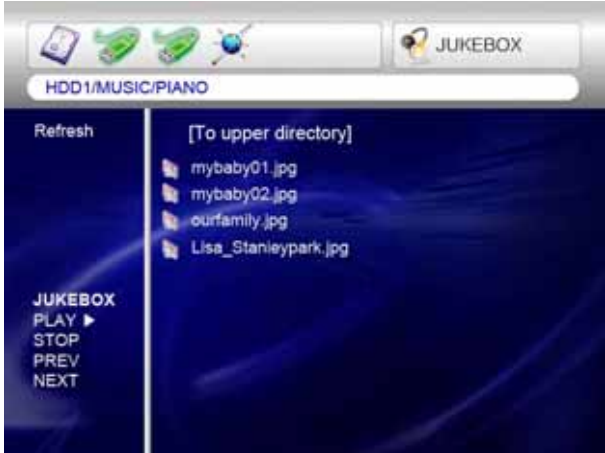 JUKEBOX
HDD1/MUSIC/PIANO
Refresh
[To upper directory]
mybaby01.jpg
mybaby02.jpg
ourfamily.jpg
Lisa_Stanleypark.jpg
JUKEBOX
PLAY ▶
STOP
PREV
NEXT